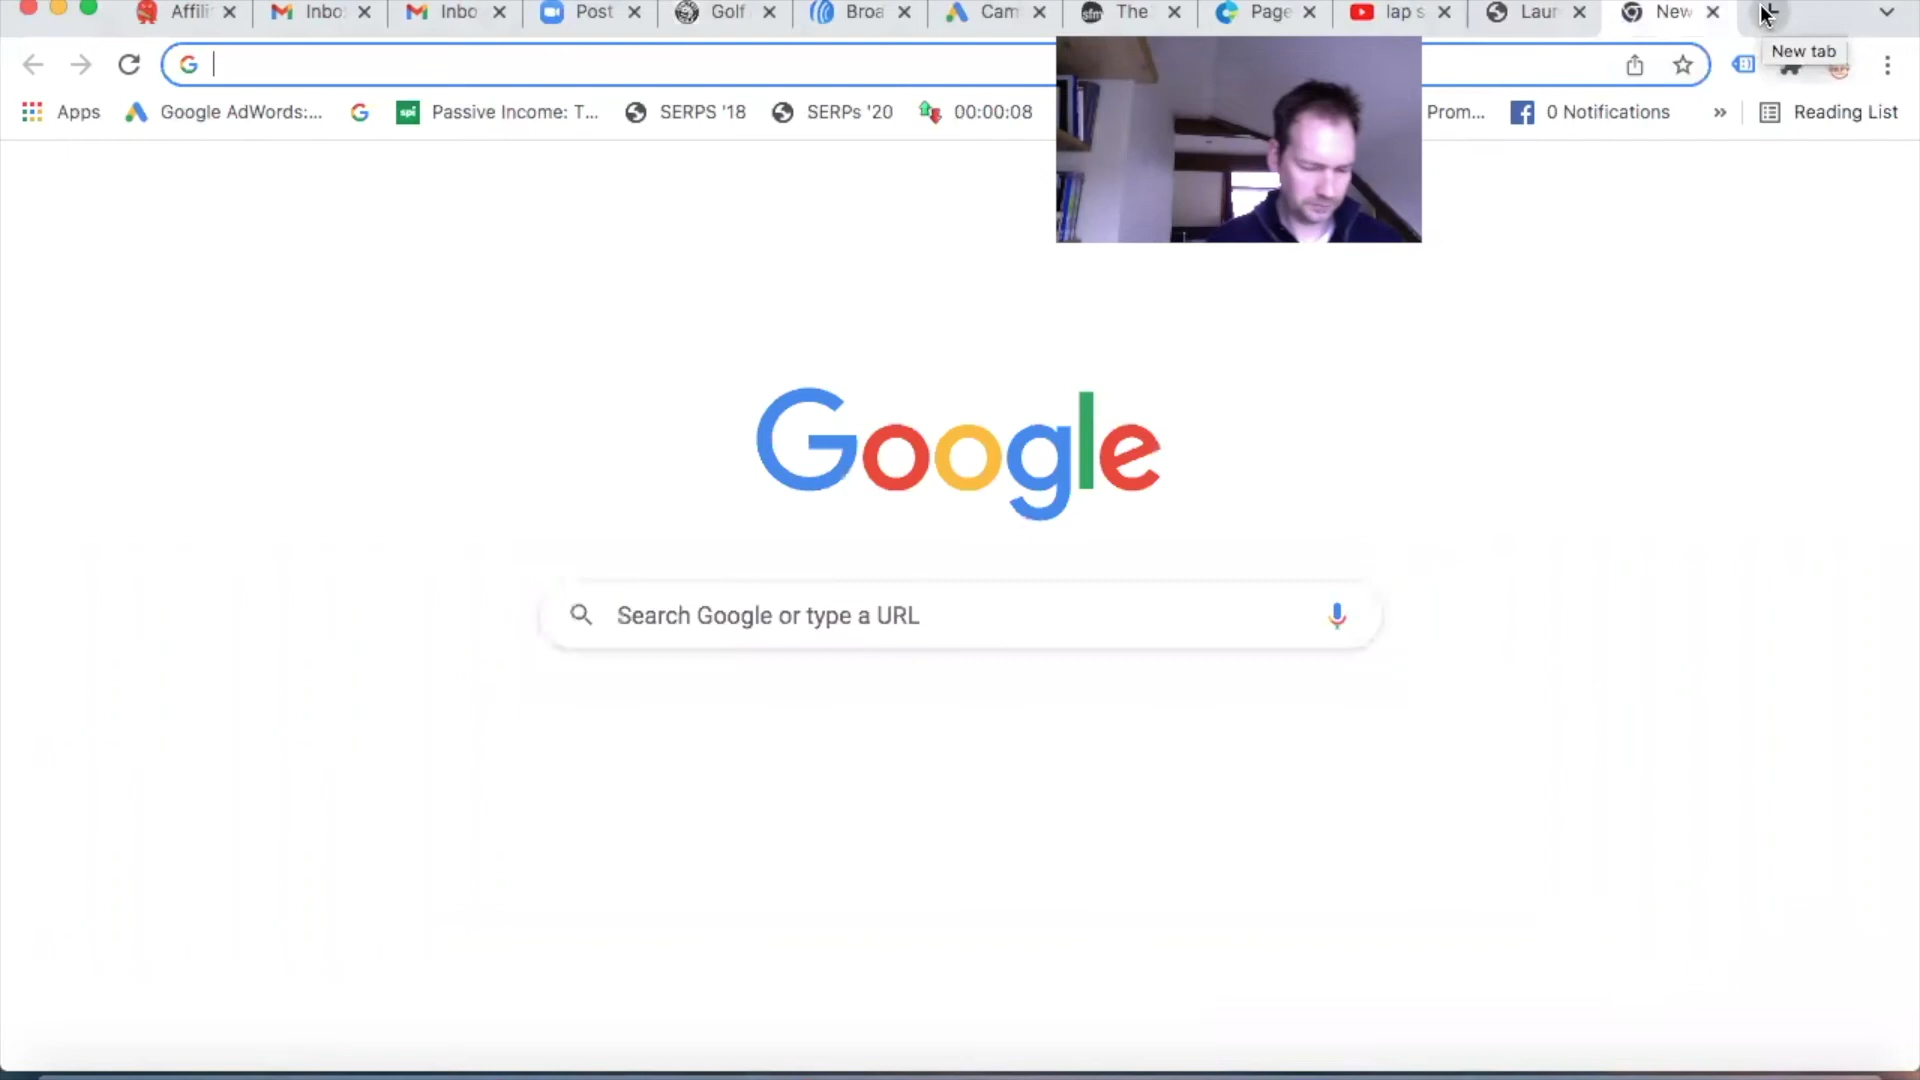 Affili Inbo Inbo Post Golf Broa Cam The Page lap s Laur New
New tab
Apps Google AdWords:... spi Passive Income: T... SERPS '18 SERPs '20 00:00:08 Prom... 0 Notifications » Reading List
Google
Search Google or type a URL